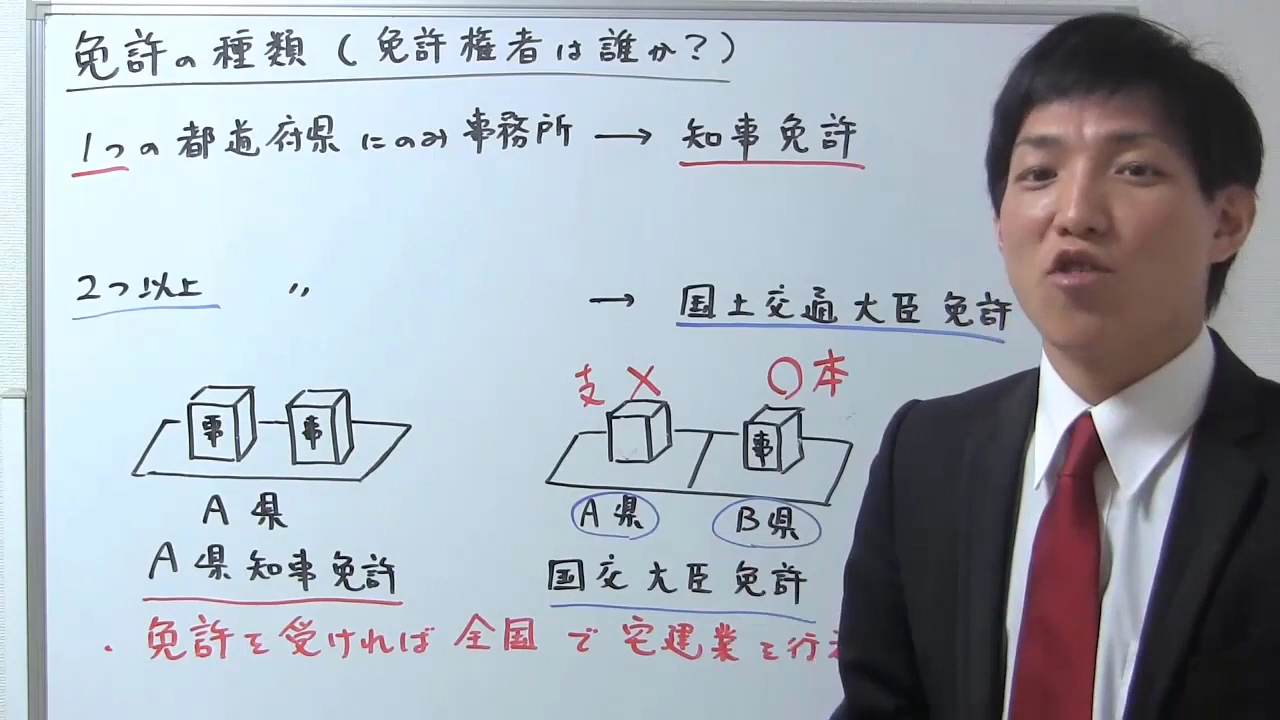 免許の種類(免許権者は誰か?)
1つの都道府県にのみ事務所 → 知事免許
2つ以上 〃 → 国土交通大臣免許
支 × ○ 本
事 事 事
A県 A県 B県
A県知事免許 国交大臣免許
・免許を受ければ全国で宅建業を行